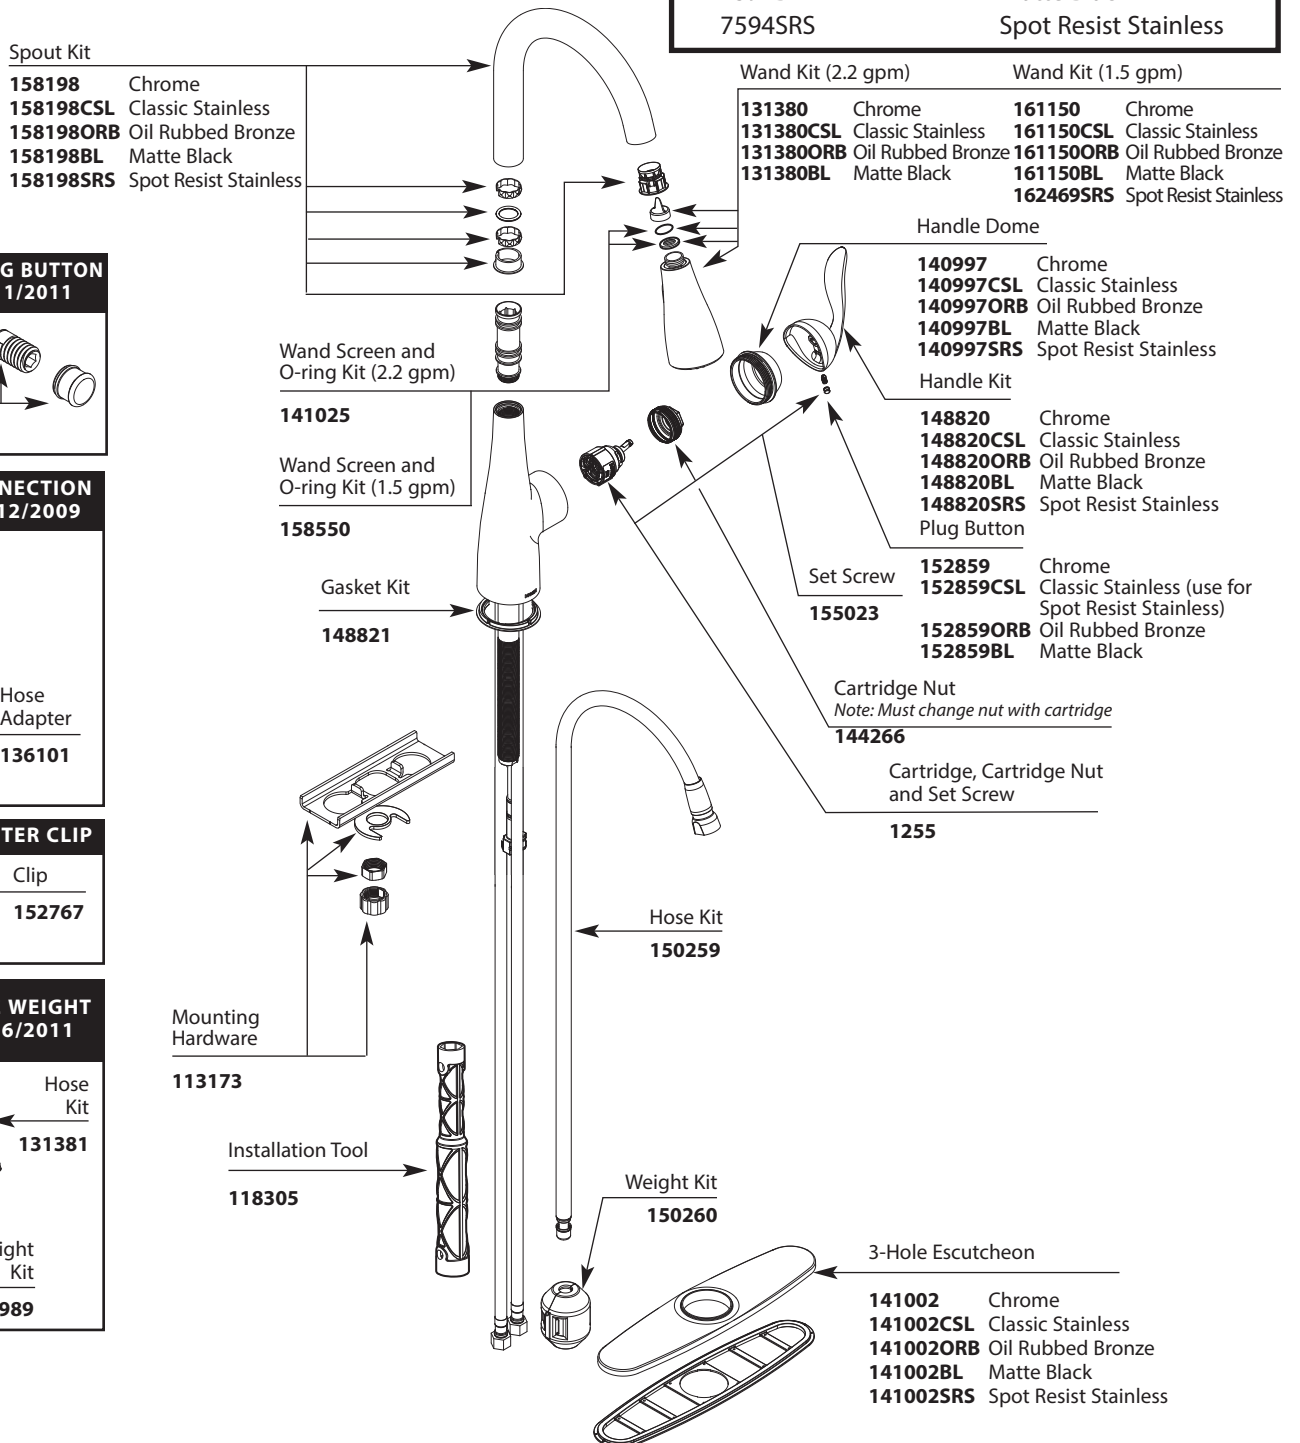 7594SRS Spot Resist Stainless
Spout Kit
158198 Chrome
158198CSL Classic Stainless
158198ORB Oil Rubbed Bronze
158198BL Matte Black
158198SRS Spot Resist Stainless
Wand Kit (2.2 gpm)
131380 Chrome
131380CSL Classic Stainless
131380ORB Oil Rubbed Bronze
131380BL Matte Black
Wand Kit (1.5 gpm)
161150 Chrome
161150CSL Classic Stainless
161150ORB Oil Rubbed Bronze
161150BL Matte Black
162469SRS Spot Resist Stainless
Handle Dome
140997 Chrome
140997CSL Classic Stainless
140997ORB Oil Rubbed Bronze
140997BL Matte Black
140997SRS Spot Resist Stainless
G BUTTON
1/2011
Wand Screen and
O-ring Kit (2.2 gpm)
141025
Handle Kit
148820 Chrome
148820CSL Classic Stainless
148820ORB Oil Rubbed Bronze
148820BL Matte Black
148820SRS Spot Resist Stainless
Wand Screen and
O-ring Kit (1.5 gpm)
158550
NECTION
12/2009
Plug Button
152859 Chrome
152859CSL Classic Stainless (use for
Spot Resist Stainless)
152859ORB Oil Rubbed Bronze
152859BL Matte Black
Set Screw
155023
Gasket Kit
148821
Hose
Adapter
136101
Cartridge Nut
Note: Must change nut with cartridge
144266
Cartridge, Cartridge Nut
and Set Screw
1255
TER CLIP
Clip
152767
Hose Kit
150259
WEIGHT
6/2011
Hose
Kit
131381
ight
Kit
989
Mounting
Hardware
113173
Installation Tool
118305
Weight Kit
150260
3-Hole Escutcheon
141002 Chrome
141002CSL Classic Stainless
141002ORB Oil Rubbed Bronze
141002BL Matte Black
141002SRS Spot Resist Stainless